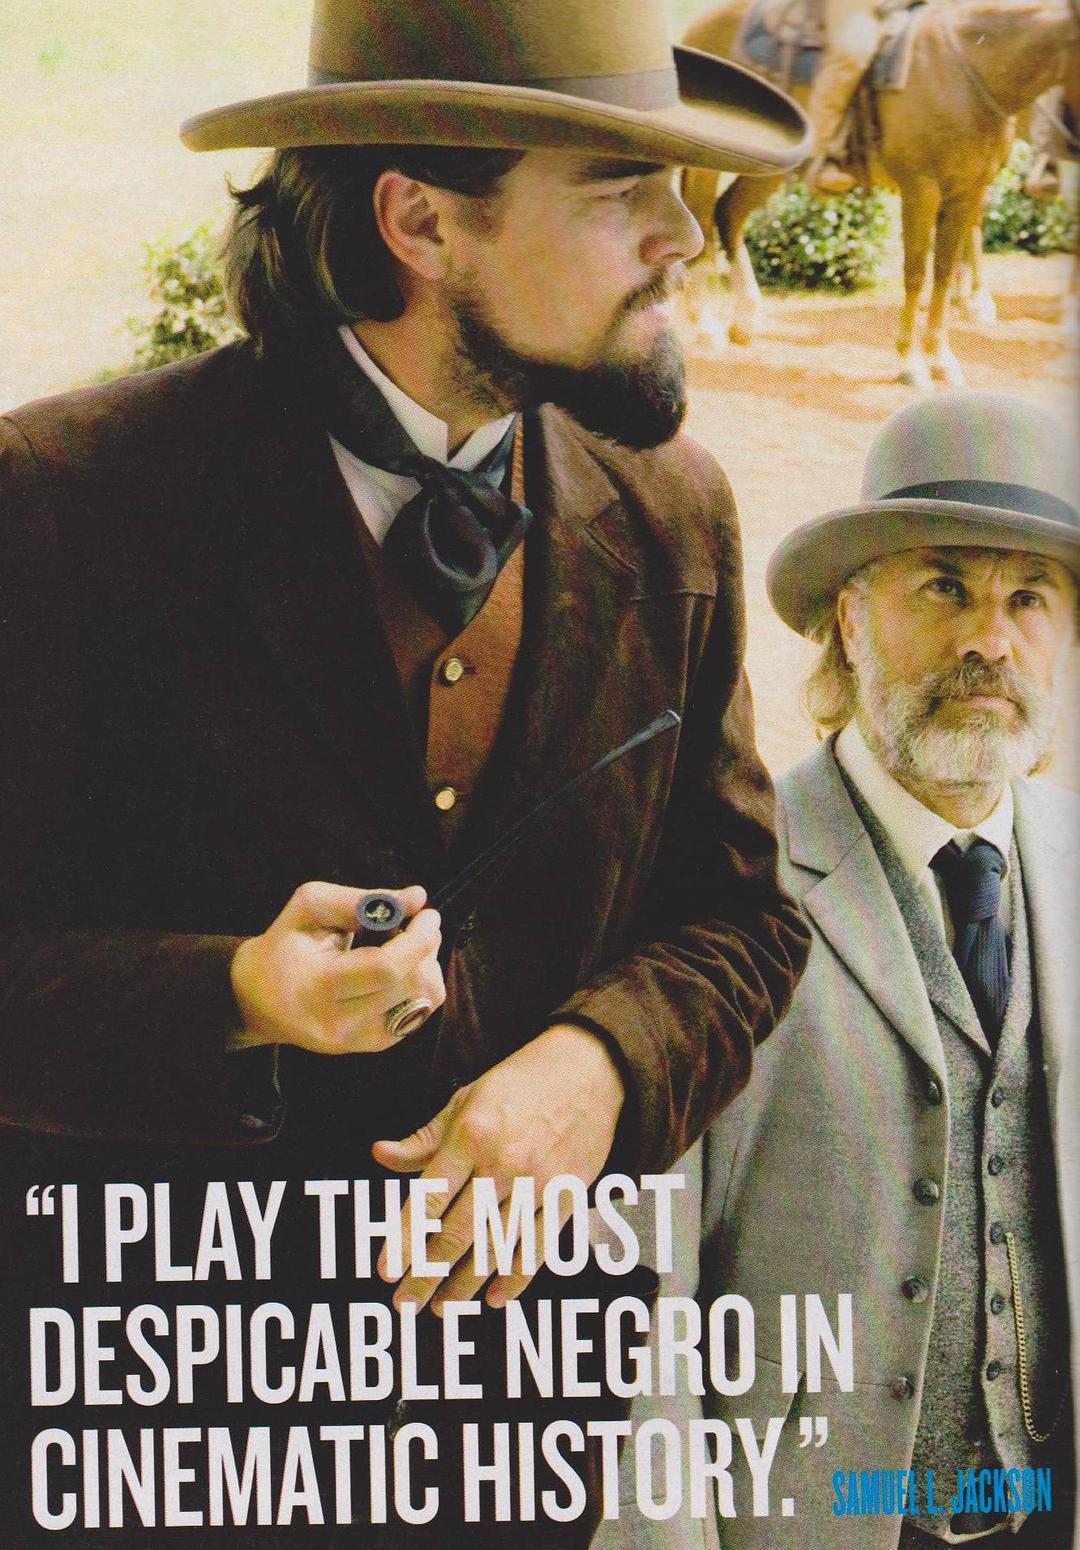 “I PLAY THE MOST
DESPICABLE NEGRO IN
CINEMATIC HISTORY.” SAMUEL L. JACKSON